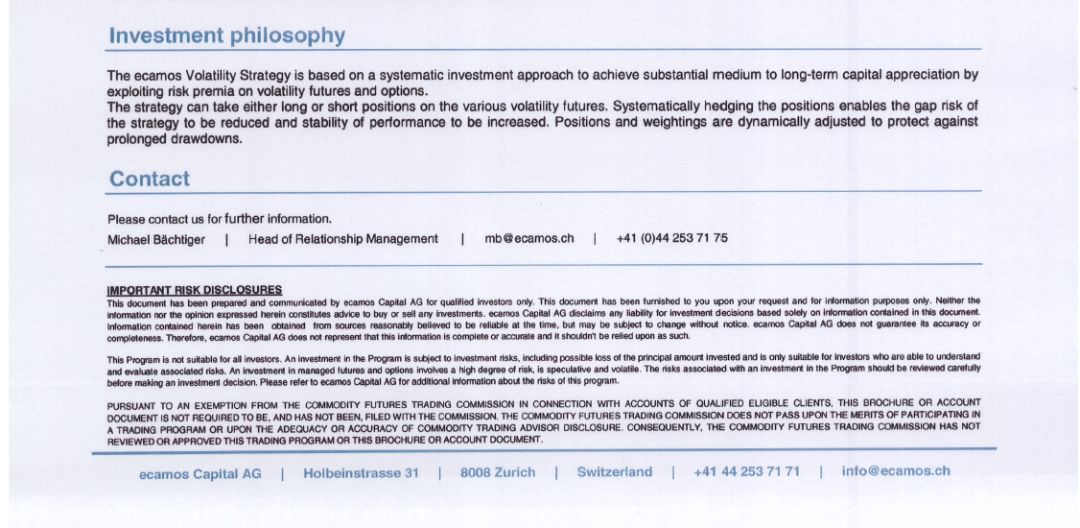 Investment philosophy
The ecamos Volatility Strategy is based on a systematic investment approach to achieve substantial medium to long-term capital appreciation by
exploiting risk premia on volatility futures and options.
The strategy can take either long or short positions on the various volatility futures. Systematically hedging the positions enables the gap risk of
the strategy to be reduced and stability of performance to be increased. Positions and weightings are dynamically adjusted to protect against
prolonged drawdowns.
Contact
Please contact us for further information.
Michael Bächtiger | Head of Relationship Management | mb@ecamos.ch | +41 (0)44 253 71 75
IMPORTANT RISK DISCLOSURES
This document has been prepared and communicated by ecamos Capital AG for qualified investors only. This document has been furnished to you upon your request and for information purposes only. Neither the
information nor the opinion expressed herein constitutes advice to buy or sell any investments. ecamos Capital AG disclaims any liability for investment decisions based solely on information contained in this document.
Information contained herein has been obtained from sources reasonably believed to be reliable at the time, but may be subject to change without notice. ecamos Capital AG does not guarantee its accuracy or
completeness. Therefore, ecamos Capital AG does not represent that this information is complete or accurate and it shouldn't be relied upon as such.
This Program is not suitable for all investors. An investment in the Program is subject to investment risks, including possible loss of the principal amount invested and is only suitable for investors who are able to understand
and evaluate associated risks. An investment in managed futures and options involves a high degree of risk, is speculative and volatile. The risks associated with an investment in the Program should be reviewed carefully
before making an investment decision. Please refer to ecamos Capital AG for additional information about the risks of this program.
PURSUANT TO AN EXEMPTION FROM THE COMMODITY FUTURES TRADING COMMISSION IN CONNECTION WITH ACCOUNTS OF QUALIFIED ELIGIBLE CLIENTS, THIS BROCHURE OR ACCOUNT
DOCUMENT IS NOT REQUIRED TO BE, AND HAS NOT BEEN, FILED WITH THE COMMISSION. THE COMMODITY FUTURES TRADING COMMISSION DOES NOT PASS UPON THE MERITS OF PARTICIPATING IN
A TRADING PROGRAM OR UPON THE ADEQUACY OR ACCURACY OF COMMODITY TRADING ADVISOR DISCLOSURE. CONSEQUENTLY, THE COMMODITY FUTURES TRADING COMMISSION HAS NOT
REVIEWED OR APPROVED THIS TRADING PROGRAM OR THIS BROCHURE OR ACCOUNT DOCUMENT.
ecamos Capital AG | Holbeinstrasse 31 | 8008 Zurich | Switzerland | +41 44 253 71 71 | info@ecamos.ch